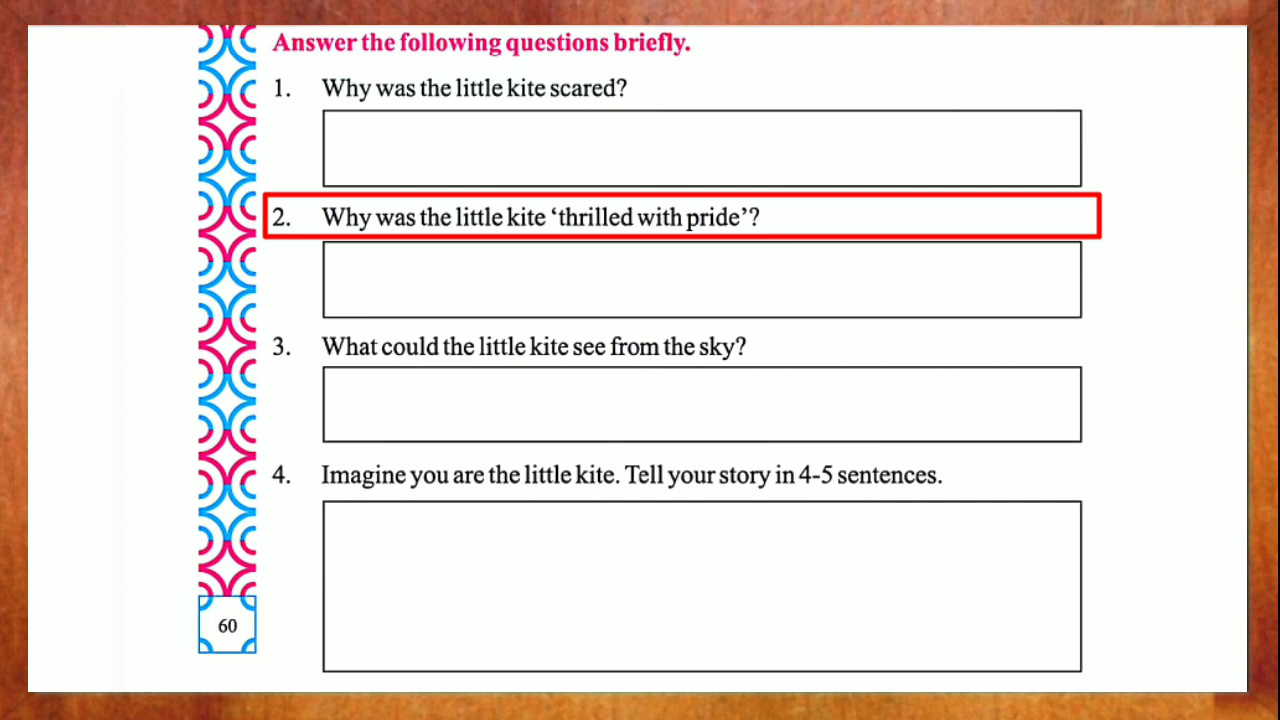 Answer the following questions briefly.
1. Why was the little kite scared?
2. Why was the little kite ‘thrilled with pride’?
3. What could the little kite see from the sky?
4. Imagine you are the little kite. Tell your story in 4-5 sentences.
60